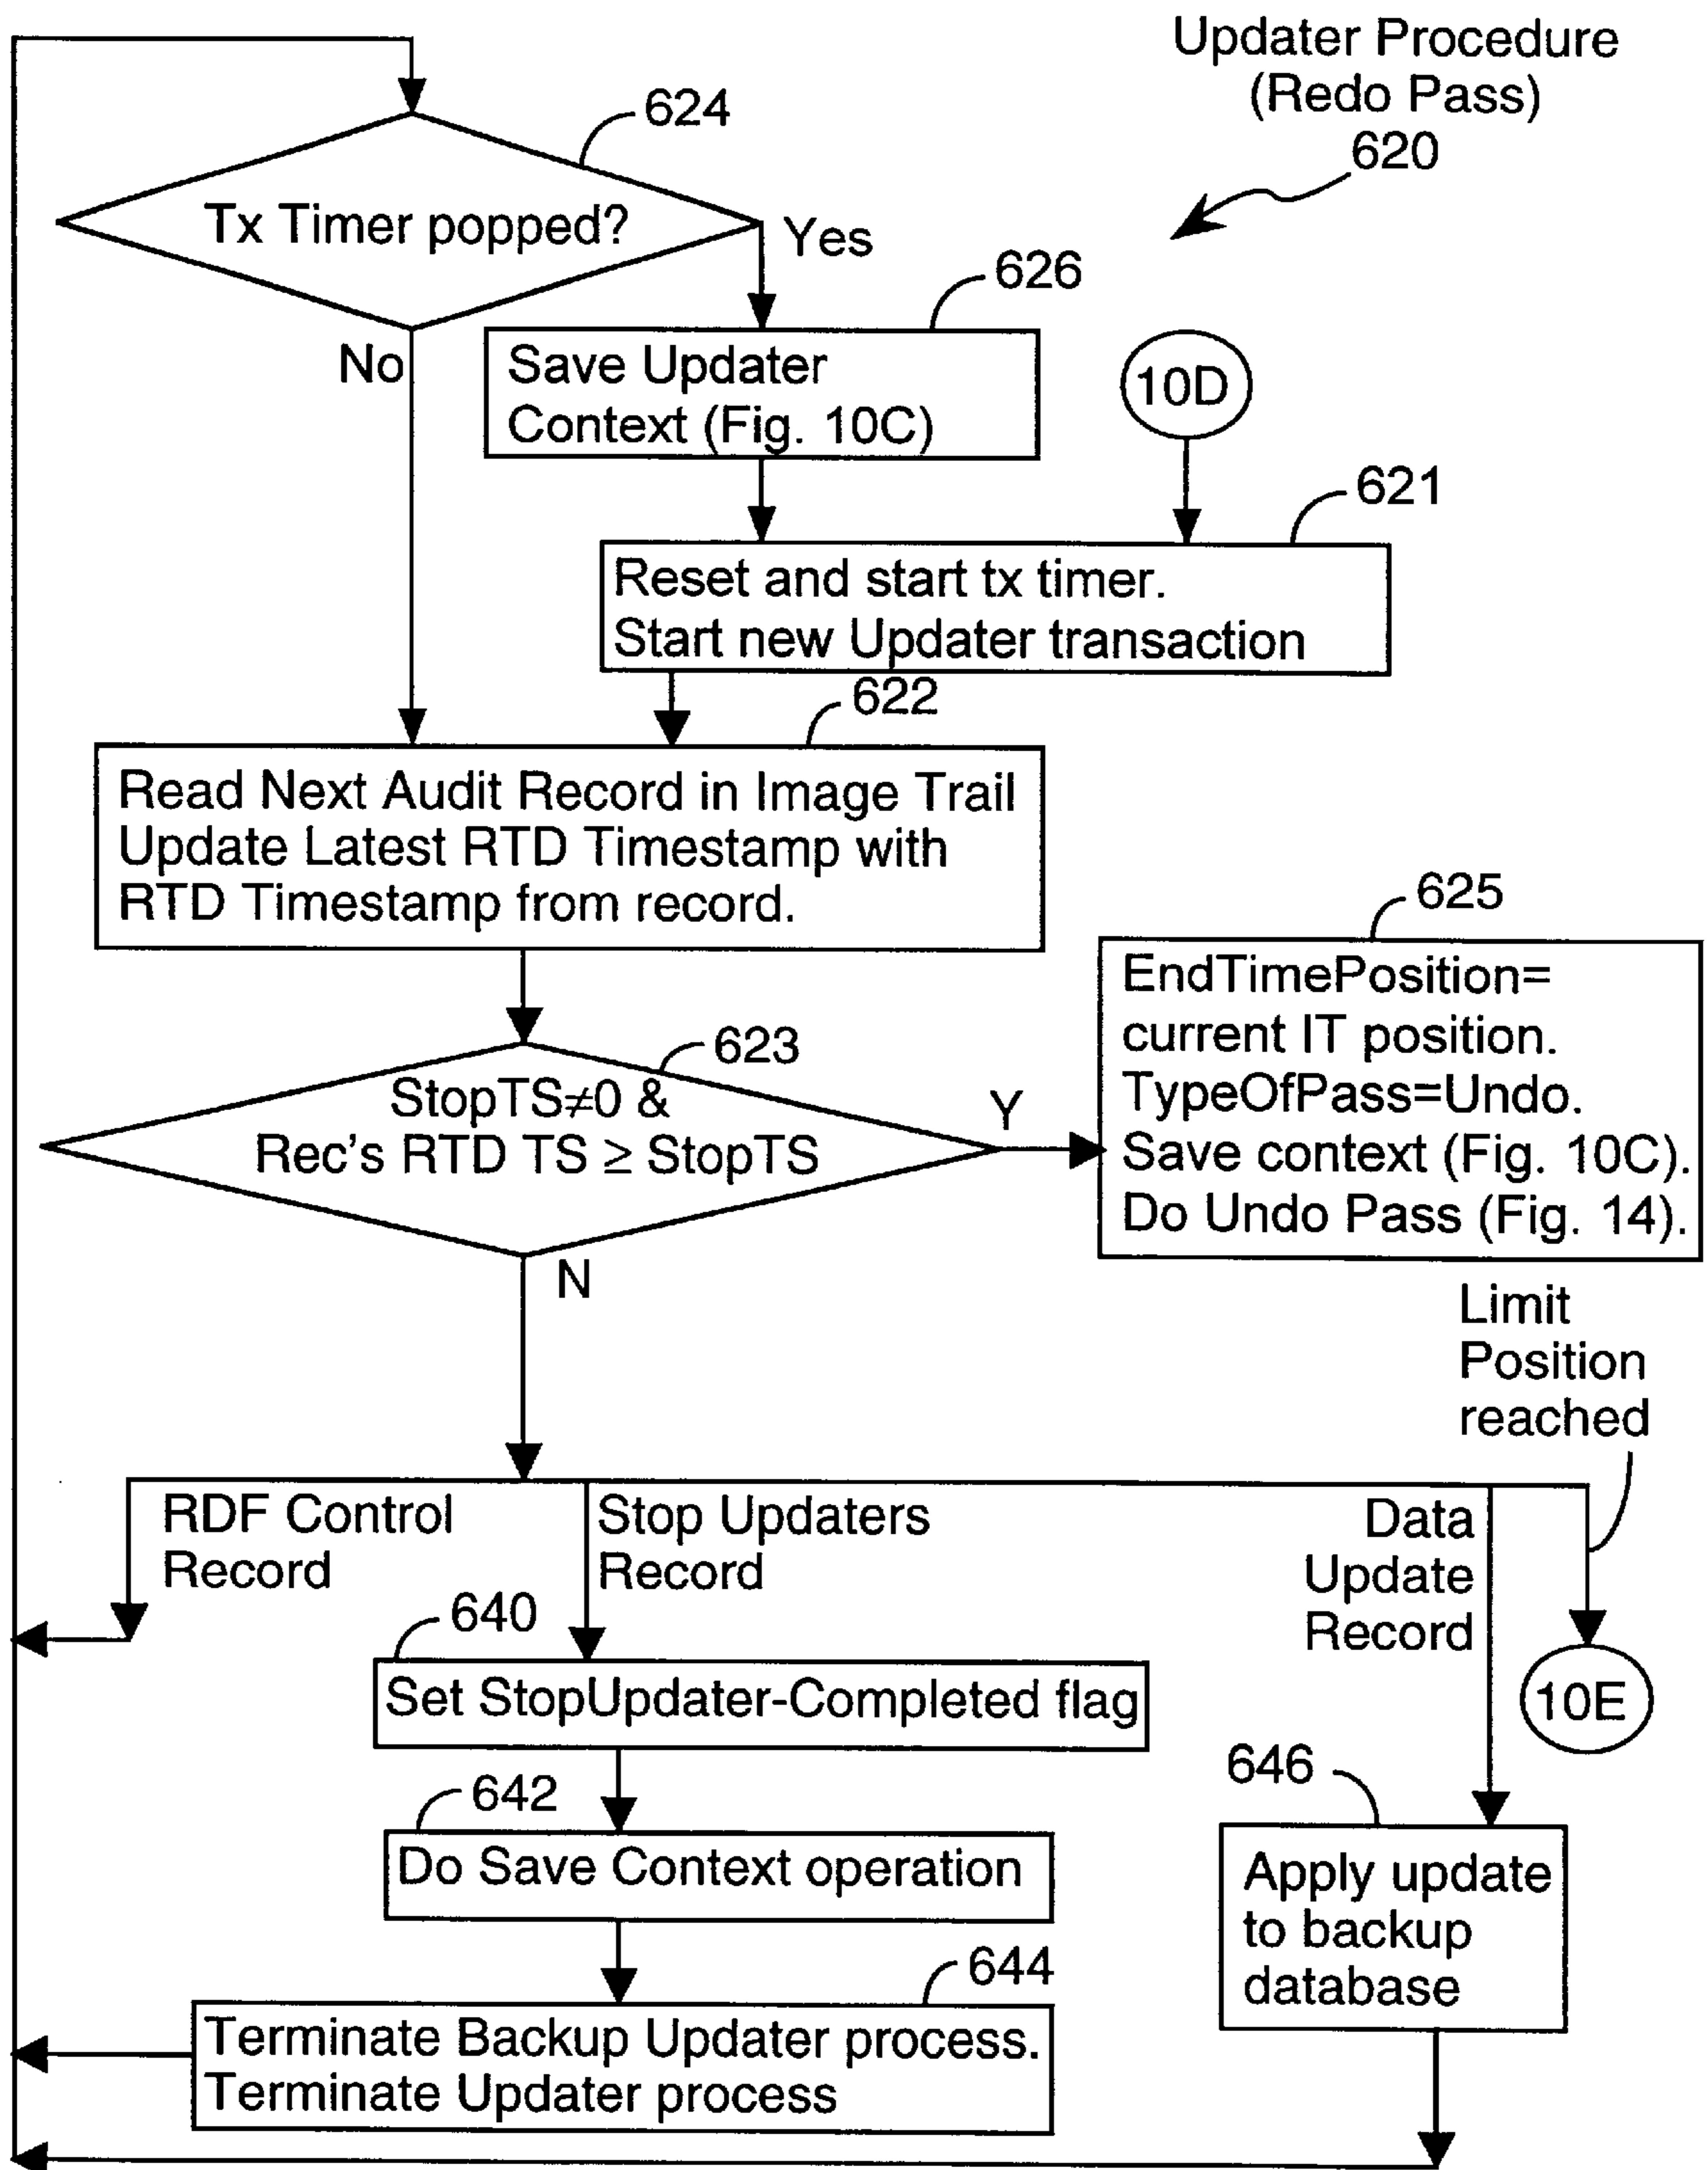 Updater Procedure
(Redo Pass)
620
624
Tx Timer popped?
Yes
No
626
Save Updater
Context (Fig. 10C)
10D
621
Reset and start tx timer.
Start new Updater transaction
622
Read Next Audit Record in Image Trail
Update Latest RTD Timestamp with
RTD Timestamp from record.
625
EndTimePosition=
current IT position.
TypeOfPass=Undo.
Save context (Fig. 10C).
Do Undo Pass (Fig. 14).
623
StopTS≠0 &
Rec's RTD TS ≥ StopTS
Y
N
Limit
Position
reached
RDF Control
Record
Stop Updaters
Record
Data
Update
Record
10E
640
Set StopUpdater-Completed flag
642
Do Save Context operation
644
Terminate Backup Updater process.
Terminate Updater process
646
Apply update
to backup
database